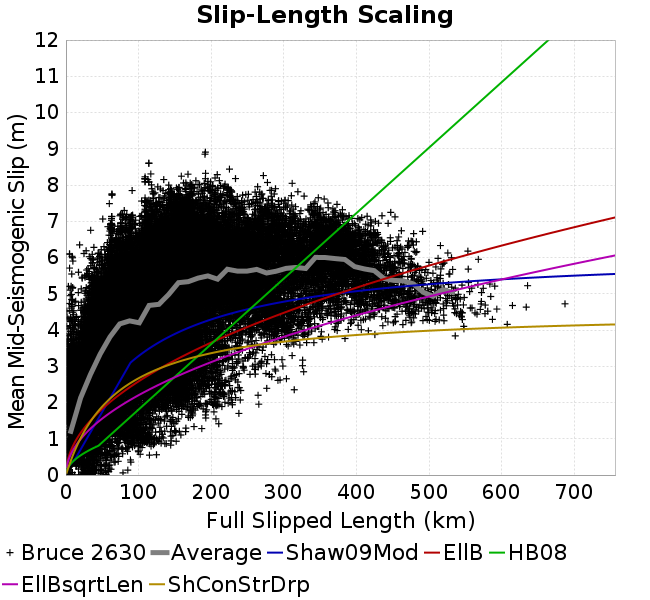 Slip-Length Scaling
Mean Mid-Seismogenic Slip (m)
12
11
10
9
8
7
6
5
4
3
2
1
0
0 100 200 300 400 500 600 700
Full Slipped Length (km)
Bruce 2630 Average Shaw09Mod EllB HB08
EllBsqrtLen ShConStrDrp